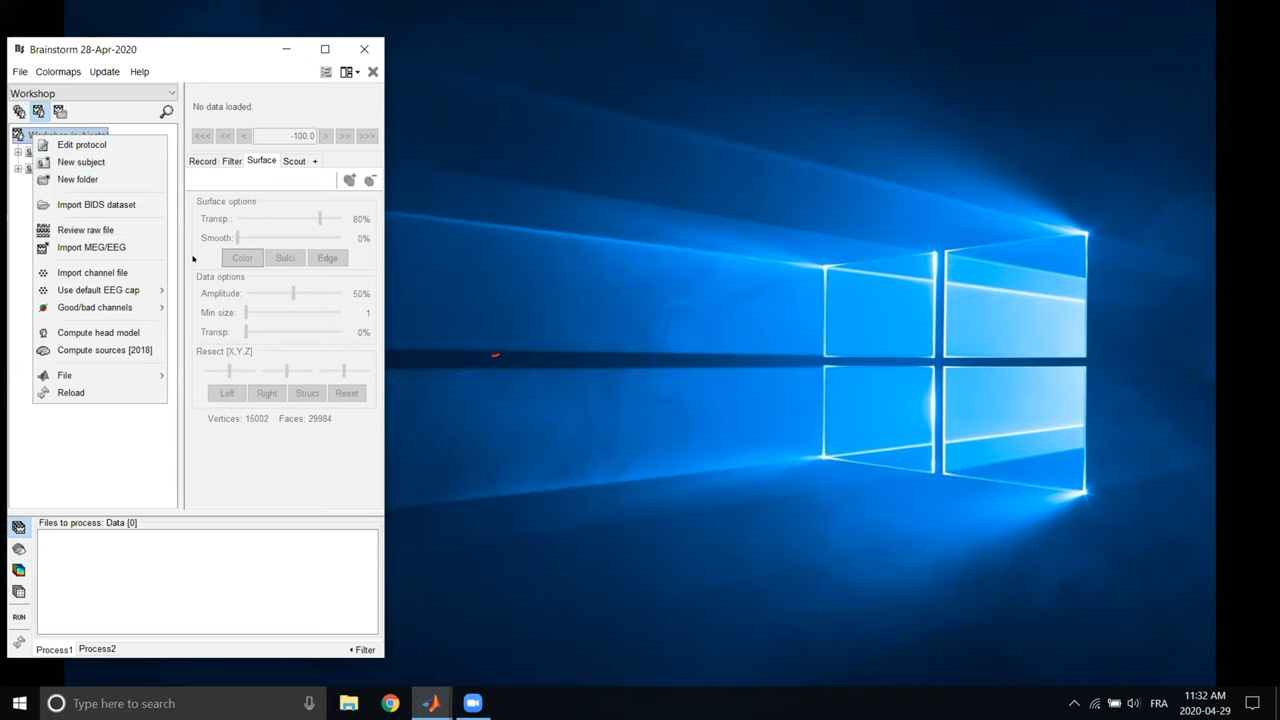 Brainstorm 28-Apr-2020
File Colormaps Update Help
Workshop
No data loaded.
<<< << < -100.0 > >> >>>
Record Filter Surface Scout +
Edit protocol
New subject
New folder
Import BIDS dataset
Review raw file
Import MEG/EEG
Import channel file
Use default EEG cap
Good/bad channels
Compute head model
Compute sources [2018]
File
Reload
Surface options
Transp.: 80%
Smooth: 0%
Color Sulci Edge
Data options
Amplitude: 50%
Min size: 1
Transp: 0%
Resect [X,Y,Z]
Left Right Struct Reset
Vertices: 15002 Faces: 29984
Files to process: Data [0]
RUN
Process1 Process2 Filter
Type here to search
FRA
11:32 AM
2020-04-29